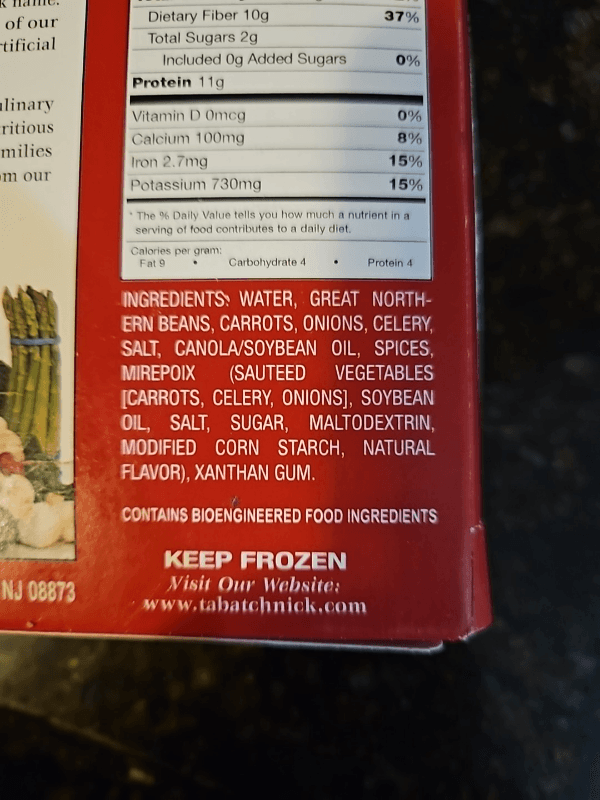 of our
rtificial
ulinary
ritious
milies
om our
Dietary Fiber 10g 37%
Total Sugars 2g
Included 0g Added Sugars 0%
Protein 11g
Vitamin D 0mcg 0%
Calcium 100mg 8%
Iron 2.7mg 15%
Potassium 730mg 15%
* The % Daily Value tells you how much a nutrient in a
serving of food contributes to a daily diet.
Calories per gram:
Fat 9 • Carbohydrate 4 • Protein 4
INGREDIENTS: WATER, GREAT NORTH-
ERN BEANS, CARROTS, ONIONS, CELERY,
SALT, CANOLA/SOYBEAN OIL, SPICES,
MIREPOIX (SAUTEED VEGETABLES
[CARROTS, CELERY, ONIONS], SOYBEAN
OIL, SALT, SUGAR, MALTODEXTRIN,
MODIFIED CORN STARCH, NATURAL
FLAVOR), XANTHAN GUM.
CONTAINS BIOENGINEERED FOOD INGREDIENTS
KEEP FROZEN
Visit Our Website:
www.tabatchnick.com
NJ 08873